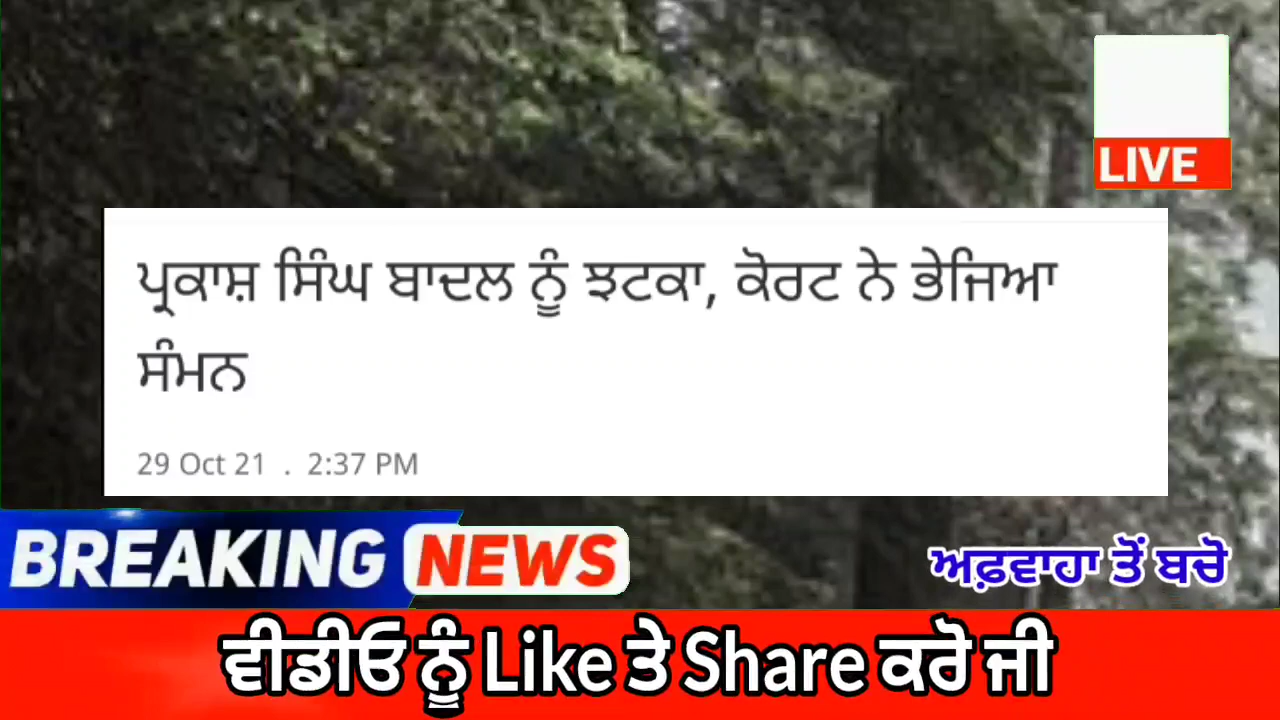 LIVE
ਪ੍ਰਕਾਸ਼ ਸਿੰਘ ਬਾਦਲ ਨੂੰ ਝਟਕਾ, ਕੋਰਟ ਨੇ ਭੇਜਿਆ
ਸੰਮਨ
29 Oct 21 . 2:37 PM
BREAKING NEWS
ਅਫ਼ਵਾਹਾ ਤੋਂ ਬਚੋ
ਵੀਡੀਓ ਨੂੰ Like ਤੇ Share ਕਰੋ ਜੀ